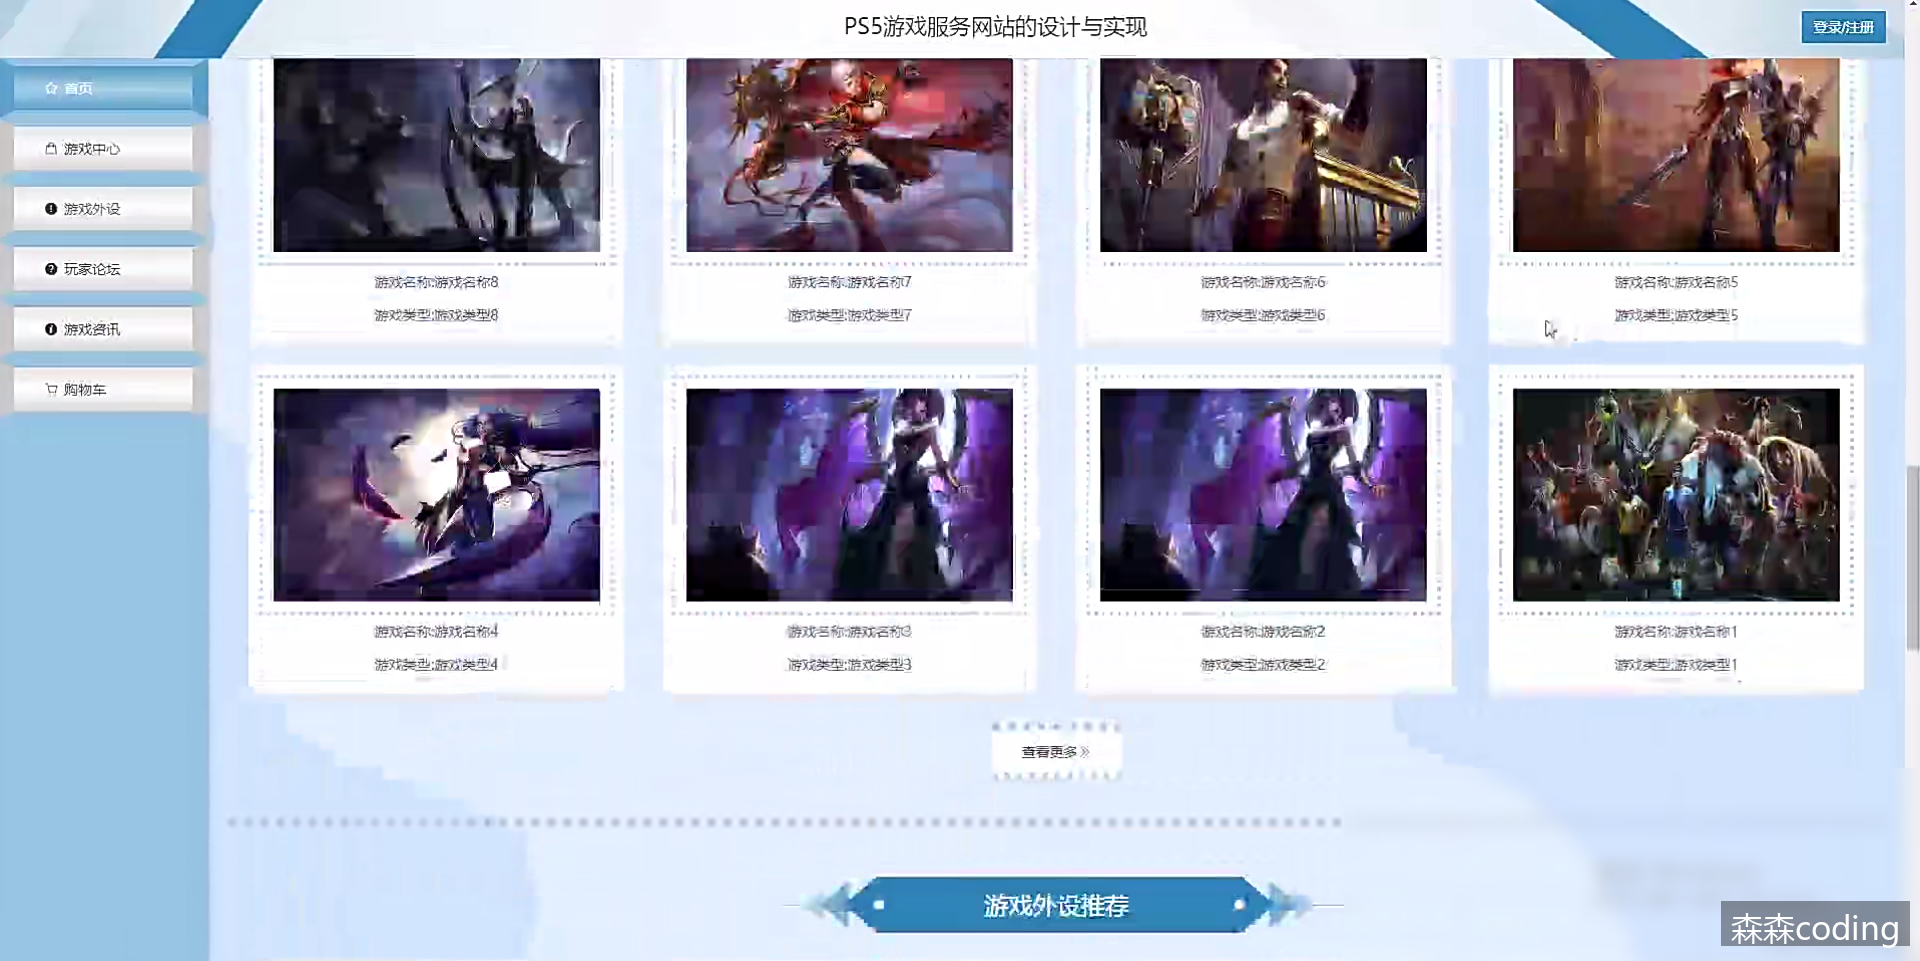 PS5游戏服务网站的设计与实现
登录/注册
首页
游戏中心
游戏外设
玩家论坛
游戏资讯
购物车
游戏名称:游戏名称8
游戏类型:游戏类型8
游戏名称:游戏名称7
游戏类型:游戏类型7
游戏名称:游戏名称6
游戏类型:游戏类型6
游戏名称:游戏名称5
游戏类型:游戏类型5
游戏名称:游戏名称4
游戏类型:游戏类型4
游戏名称:游戏名称3
游戏类型:游戏类型3
游戏名称:游戏名称2
游戏类型:游戏类型2
游戏名称:游戏名称1
游戏类型:游戏类型1
查看更多»
游戏外设推荐
森森coding